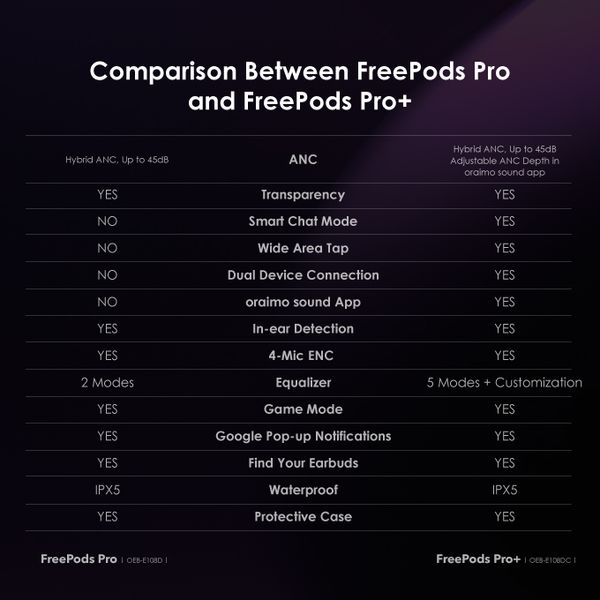 Comparison Between FreePods Pro
and FreePods Pro+
Hybrid ANC, Up to 45dB ANC Hybrid ANC, Up to 45dB
Adjustable ANC Depth in
oraimo sound app
YES Transparency YES
NO Smart Chat Mode YES
NO Wide Area Tap YES
NO Dual Device Connection YES
NO oraimo sound App YES
YES In-ear Detection YES
YES 4-Mic ENC YES
2 Modes Equalizer 5 Modes + Customization
YES Game Mode YES
YES Google Pop-up Notifications YES
YES Find Your Earbuds YES
IPX5 Waterproof IPX5
YES Protective Case YES
FreePods Pro | OEB-E108D | FreePods Pro+ | OEB-E108DC |